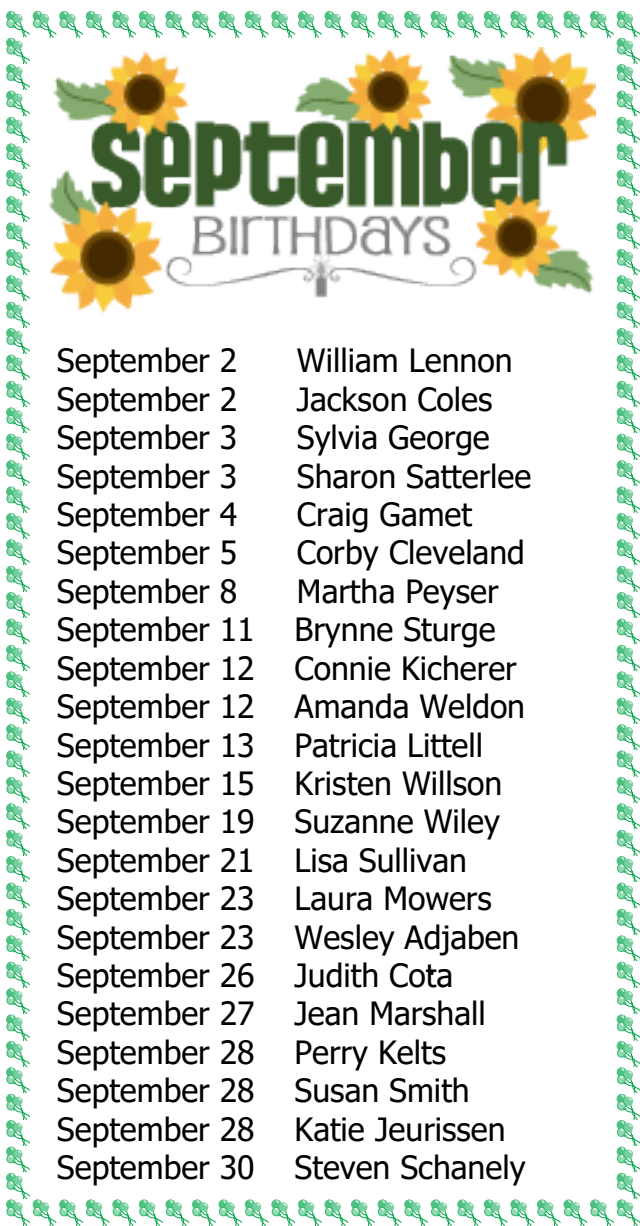 september
BIRTHDAYS
September 2 William Lennon
September 2 Jackson Coles
September 3 Sylvia George
September 3 Sharon Satterlee
September 4 Craig Gamet
September 5 Corby Cleveland
September 8 Martha Peyser
September 11 Brynne Sturge
September 12 Connie Kicherer
September 12 Amanda Weldon
September 13 Patricia Littell
September 15 Kristen Willson
September 19 Suzanne Wiley
September 21 Lisa Sullivan
September 23 Laura Mowers
September 23 Wesley Adjaben
September 26 Judith Cota
September 27 Jean Marshall
September 28 Perry Kelts
September 28 Susan Smith
September 28 Katie Jeurissen
September 30 Steven Schanely